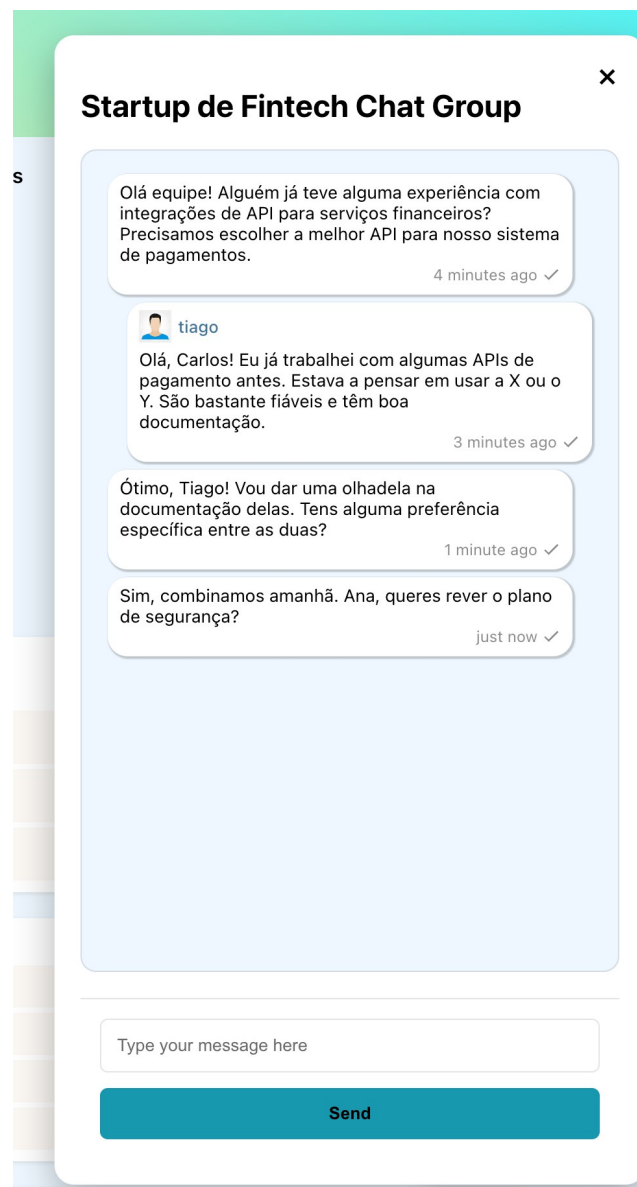 Startup de Fintech Chat Group
s
Olá equipe! Alguém já teve alguma experiência com
integrações de API para serviços financeiros?
Precisamos escolher a melhor API para nosso sistema
de pagamentos.
4 minutes ago
tiago
Olá, Carlos! Eu já trabalhei com algumas APIs de
pagamento antes. Estava a pensar em usar a X ou o
Y. São bastante fiáveis e têm boa
documentação.
3 minutes ago
Ótimo, Tiago! Vou dar uma olhadela na
documentação delas. Tens alguma preferência
específica entre as duas?
1 minute ago
Sim, combinamos amanhã. Ana, queres rever o plano
de segurança?
just now
Type your message here
Send